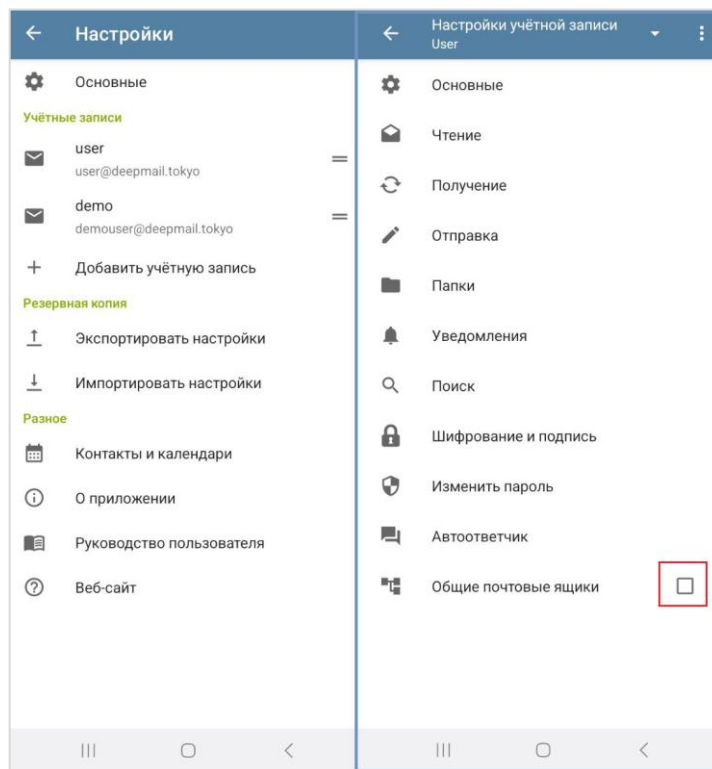 Настройки
Основные
Учётные записи
user
user@deepmail.tokyo
demo
demouser@deepmail.tokyo
Добавить учётную запись
Резервная копия
Экспортировать настройки
Импортировать настройки
Разное
Контакты и календари
О приложении
Руководство пользователя
Веб-сайт
Настройки учётной записи
User
Основные
Чтение
Получение
Отправка
Папки
Уведомления
Поиск
Шифрование и подпись
Изменить пароль
Автоответчик
Общие почтовые ящики